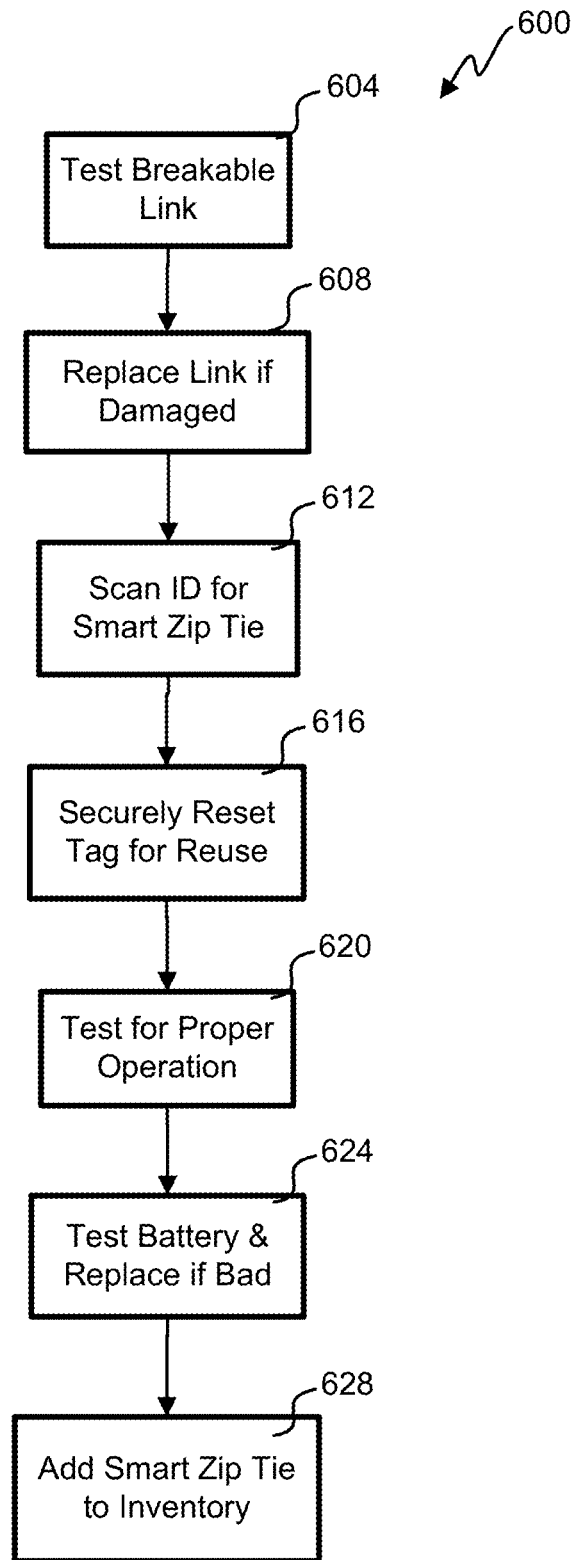 600
604
Test Breakable
Link
608
Replace Link if
Damaged
612
Scan ID for
Smart Zip Tie
616
Securely Reset
Tag for Reuse
620
Test for Proper
Operation
624
Test Battery &
Replace if Bad
628
Add Smart Zip Tie
to Inventory